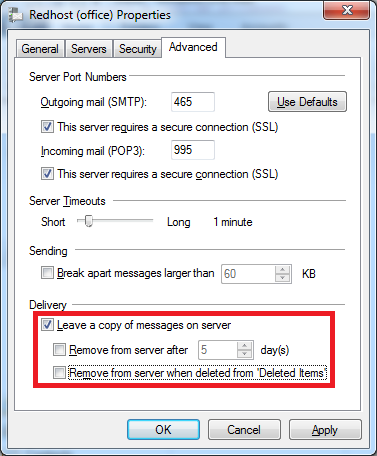 Redhost (office) Properties
General Servers Security Advanced
Server Port Numbers
Outgoing mail (SMTP): 465 Use Defaults
This server requires a secure connection (SSL)
Incoming mail (POP3): 995
This server requires a secure connection (SSL)
Server Timeouts
Short Long 1 minute
Sending
Break apart messages larger than 60 KB
Delivery
Leave a copy of messages on server
Remove from server after 5 day(s)
Remove from server when deleted from 'Deleted Items'
OK Cancel Apply